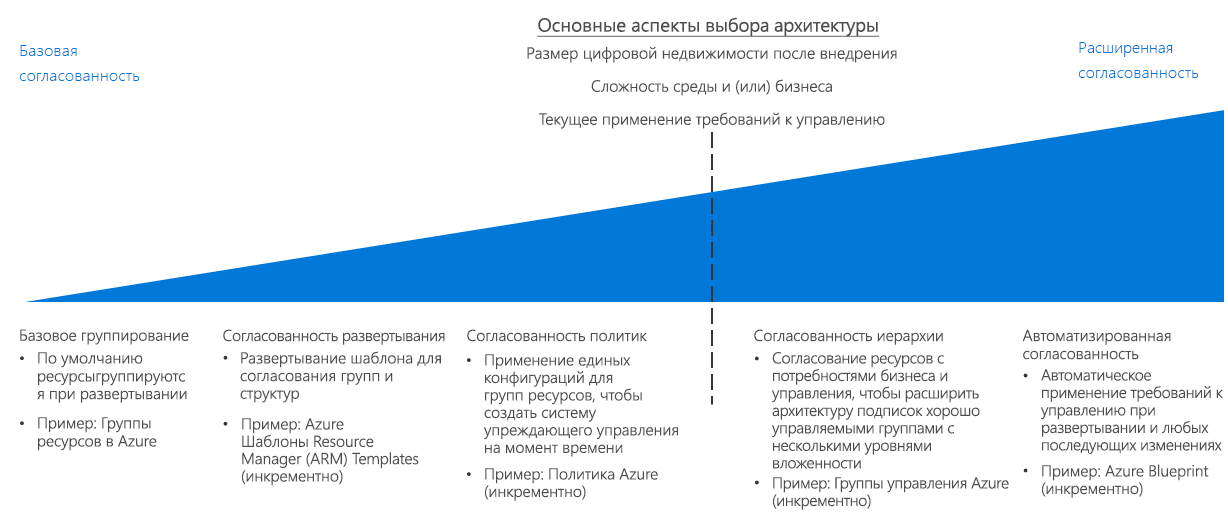 Основные аспекты выбора архитектуры
Размер цифровой недвижимости после внедрения
Сложность среды и (или) бизнеса
Текущее применение требований к управлению
Базовая
согласованность
Расширенная
согласованность
Базовое группирование
• По умолчанию
ресурсыгруппируютс
я при развертывании
• Пример: Группы
ресурсов в Azure
Согласованность развертывания
• Развертывание шаблона для
согласования групп и
структур
• Пример: Azure
Шаблоны Resource
Manager (ARM) Templates
(инкрементно)
Согласованность политик
• Применение единых
конфигураций для
групп ресурсов, чтобы
создать систему
упреждающего управления
на момент времени
• Пример: Политика Azure
(инкрементно)
Согласованность иерархии
• Согласование ресурсов с
потребностями бизнеса и
управления, чтобы расширить
архитектуру подписок хорошо
управляемыми группами с
несколькими уровнями
вложенности
• Пример: Группы управления Azure
(инкрементно)
Автоматизированная
согласованность
• Автоматическое
применение требований к
управлению при
развертывании и любых
последующих изменениях
• Пример: Azure Blueprint
(инкрементно)